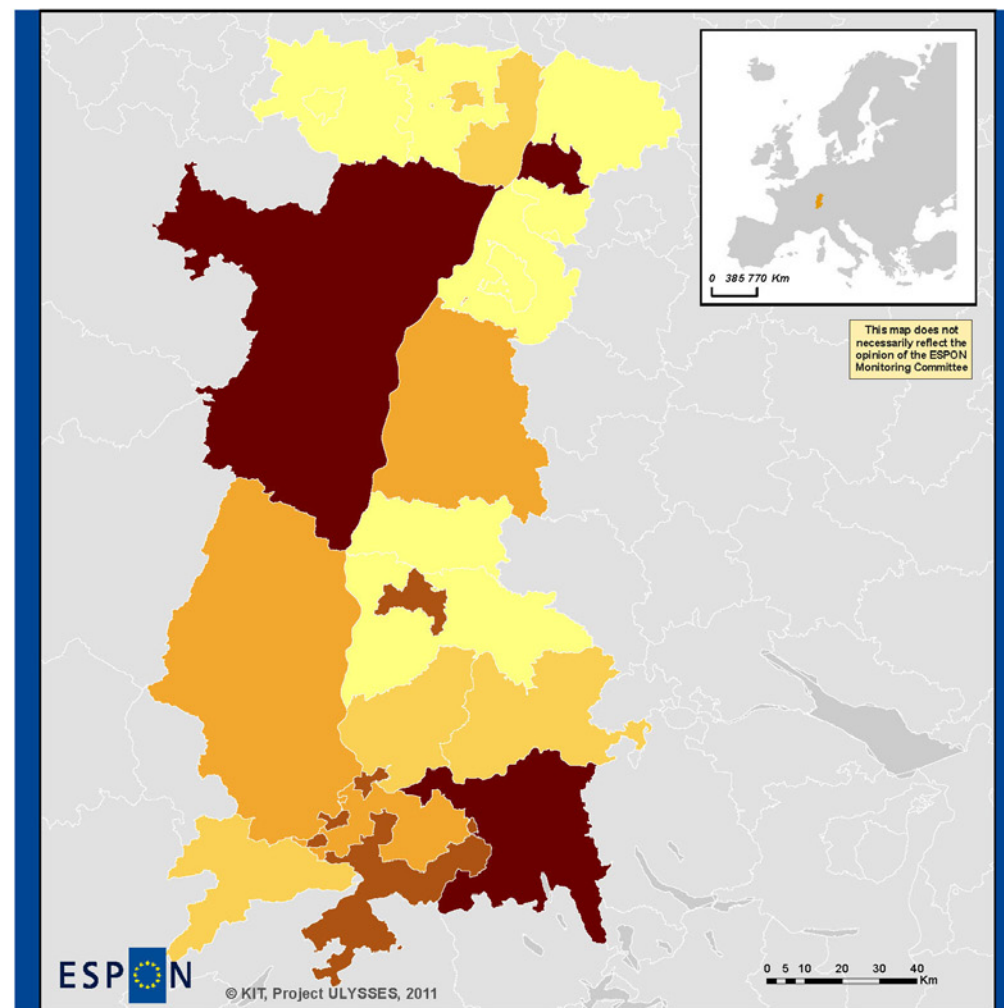 0 385 770 Km
This map does not
necessarily reflect the
opinion of the ESPON
Monitoring Committee
ESPON
© KIT, Project ULYSSES, 2011
0 5 10 20 30 40
Km